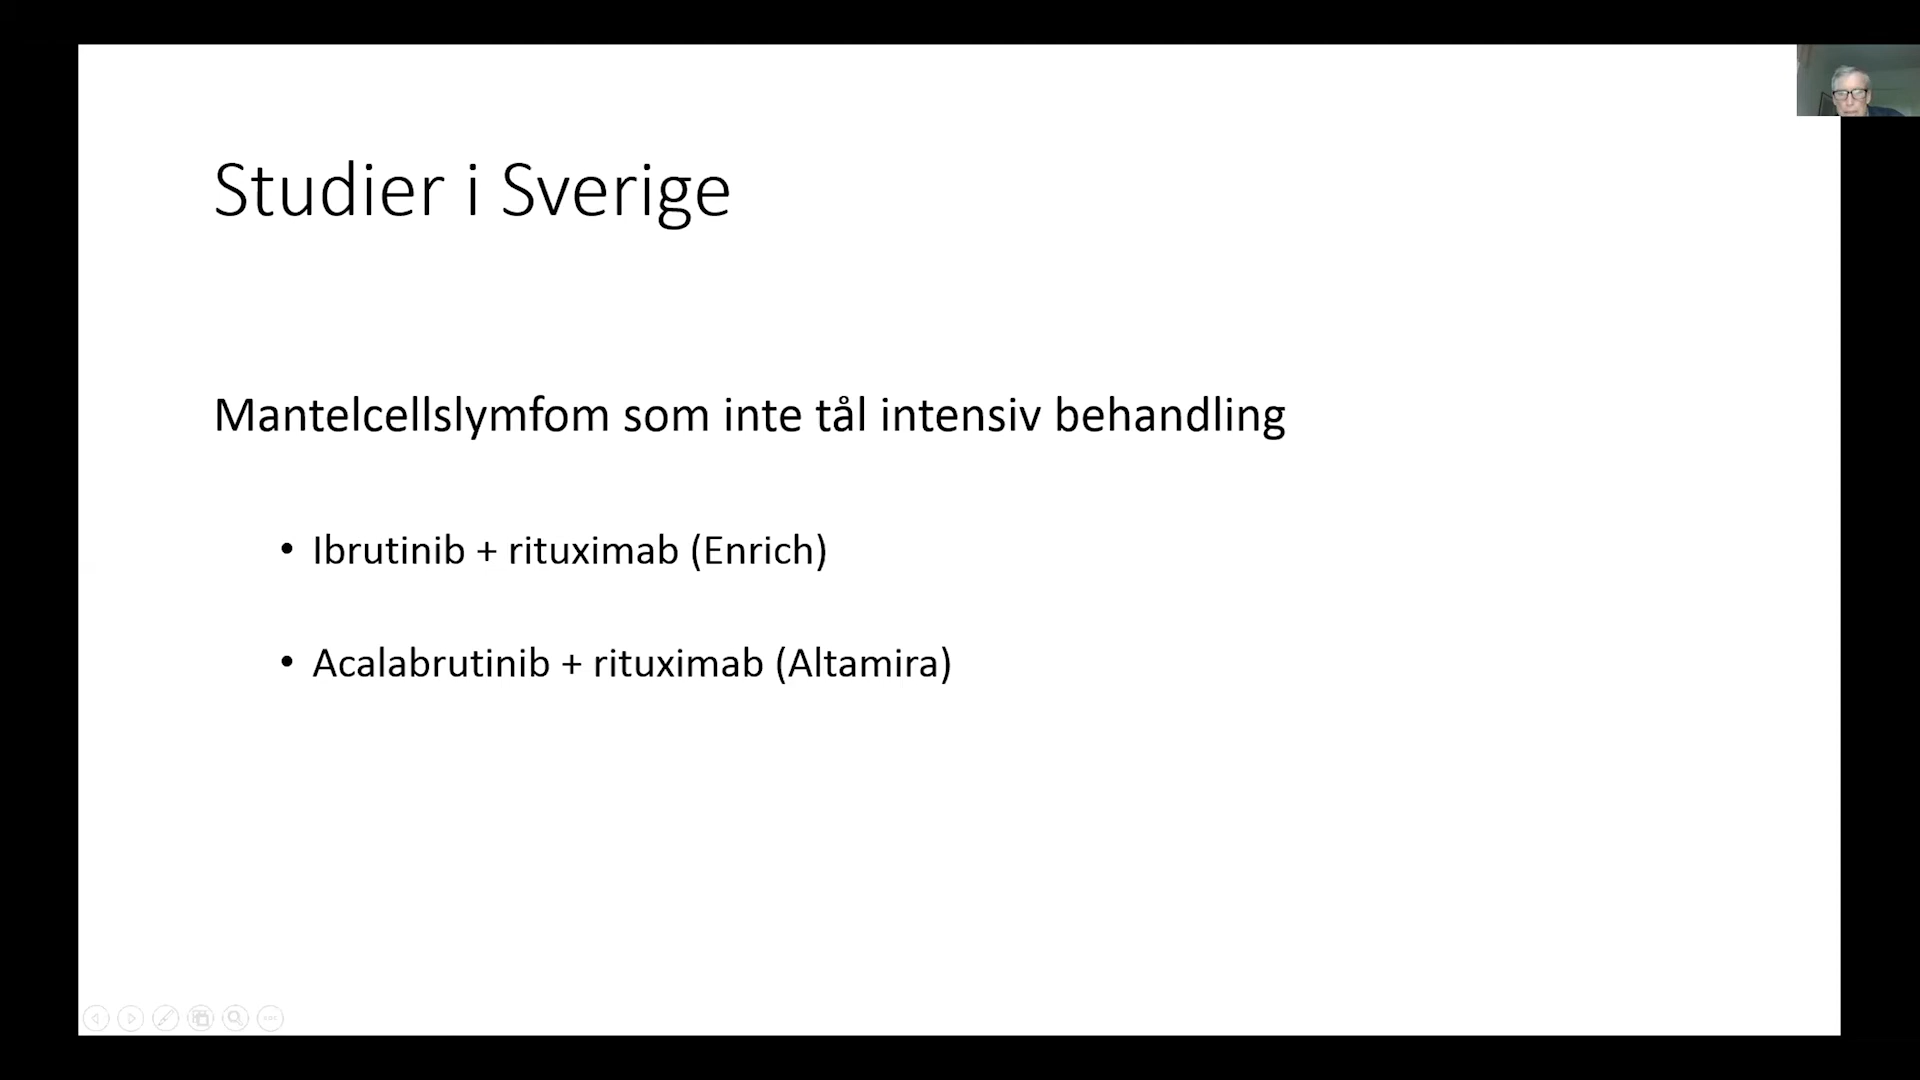 Studier i Sverige
Mantelcellslymfom som inte tål intensiv behandling
• Ibrutinib + rituximab (Enrich)
• Acalabrutinib + rituximab (Altamira)